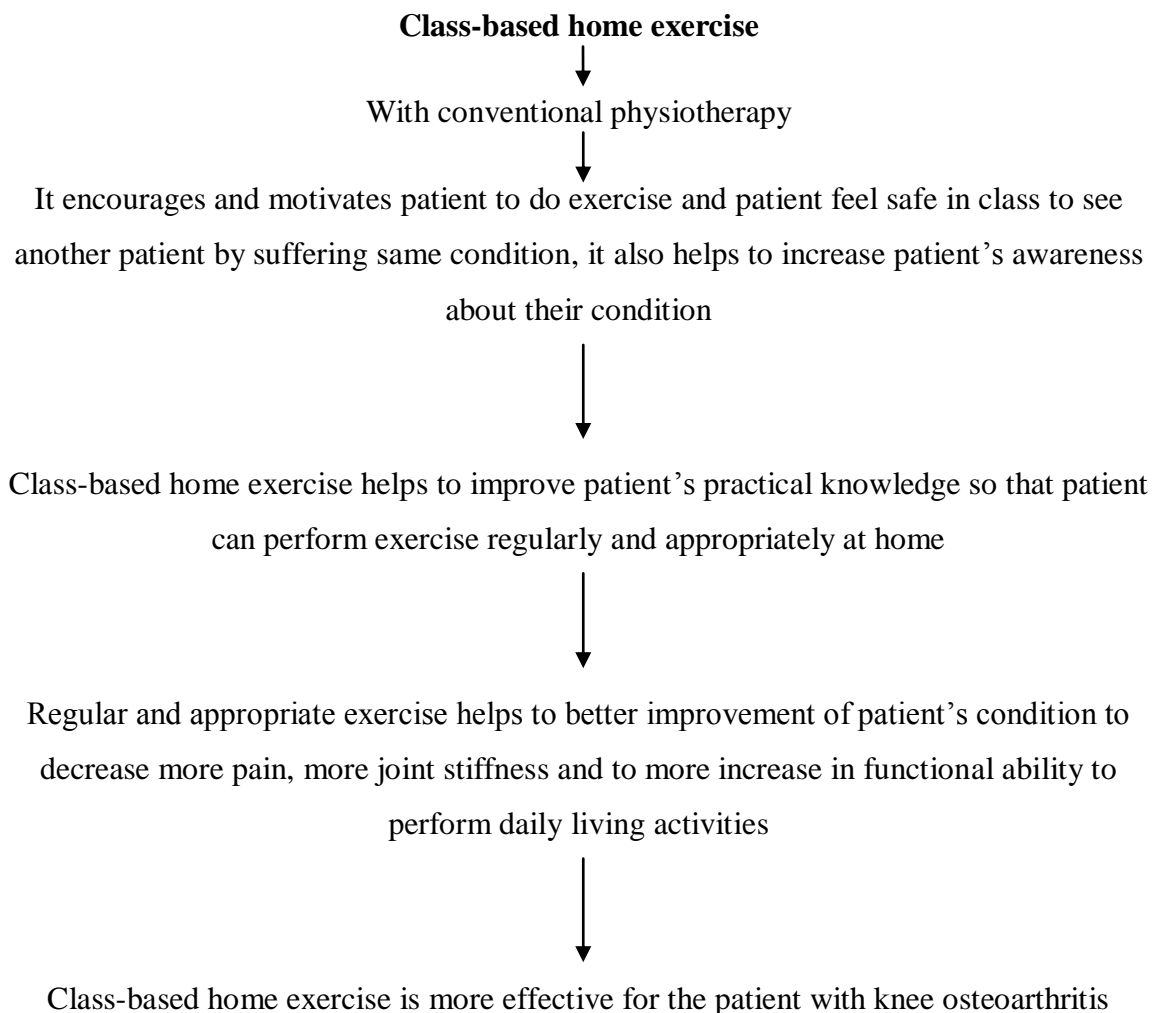 Class-based home exercise
With conventional physiotherapy
It encourages and motivates patient to do exercise and patient feel safe in class to see
another patient by suffering same condition, it also helps to increase patient’s awareness
about their condition
Class-based home exercise helps to improve patient’s practical knowledge so that patient
can perform exercise regularly and appropriately at home
Regular and appropriate exercise helps to better improvement of patient’s condition to
decrease more pain, more joint stiffness and to more increase in functional ability to
perform daily living activities
Class-based home exercise is more effective for the patient with knee osteoarthritis